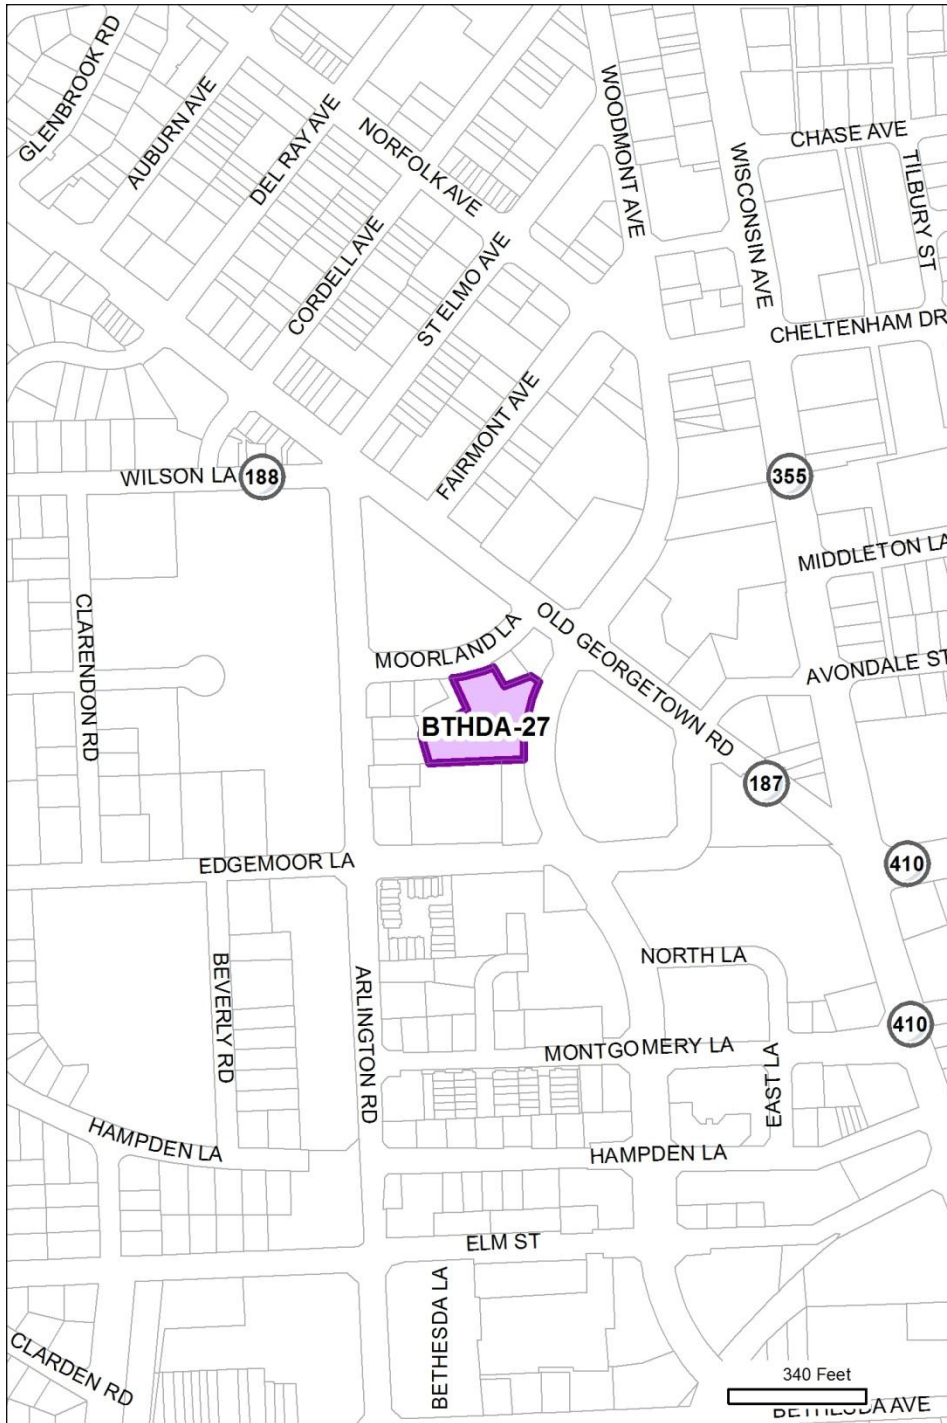 GLENBROOK RD
AUBURN AVE
DEL RAY AVE
NORFOLK AVE
WOODMONT AVE
WISCONSIN AVE
CHASE AVE
TILBURY ST
CORDELL AVE
ST ELMO AVE
CHELTENHAM DR
FAIRMONT AVE
WILSON LA
188
355
MIDDLETON LA
CLARENDON RD
MOORLAND LA
OLD GEORGETOWN RD
AVONDALE ST
BTHDA-27
187
EDGEMOOR LA
410
BEVERLY RD
ARLINGTON RD
NORTH LA
410
MONTGOMERY LA
EAST LA
HAMPDEN LA
HAMPDEN LA
ELM ST
BETHESDA LA
CLARDEN RD
340 Feet
BETHESDA AVE